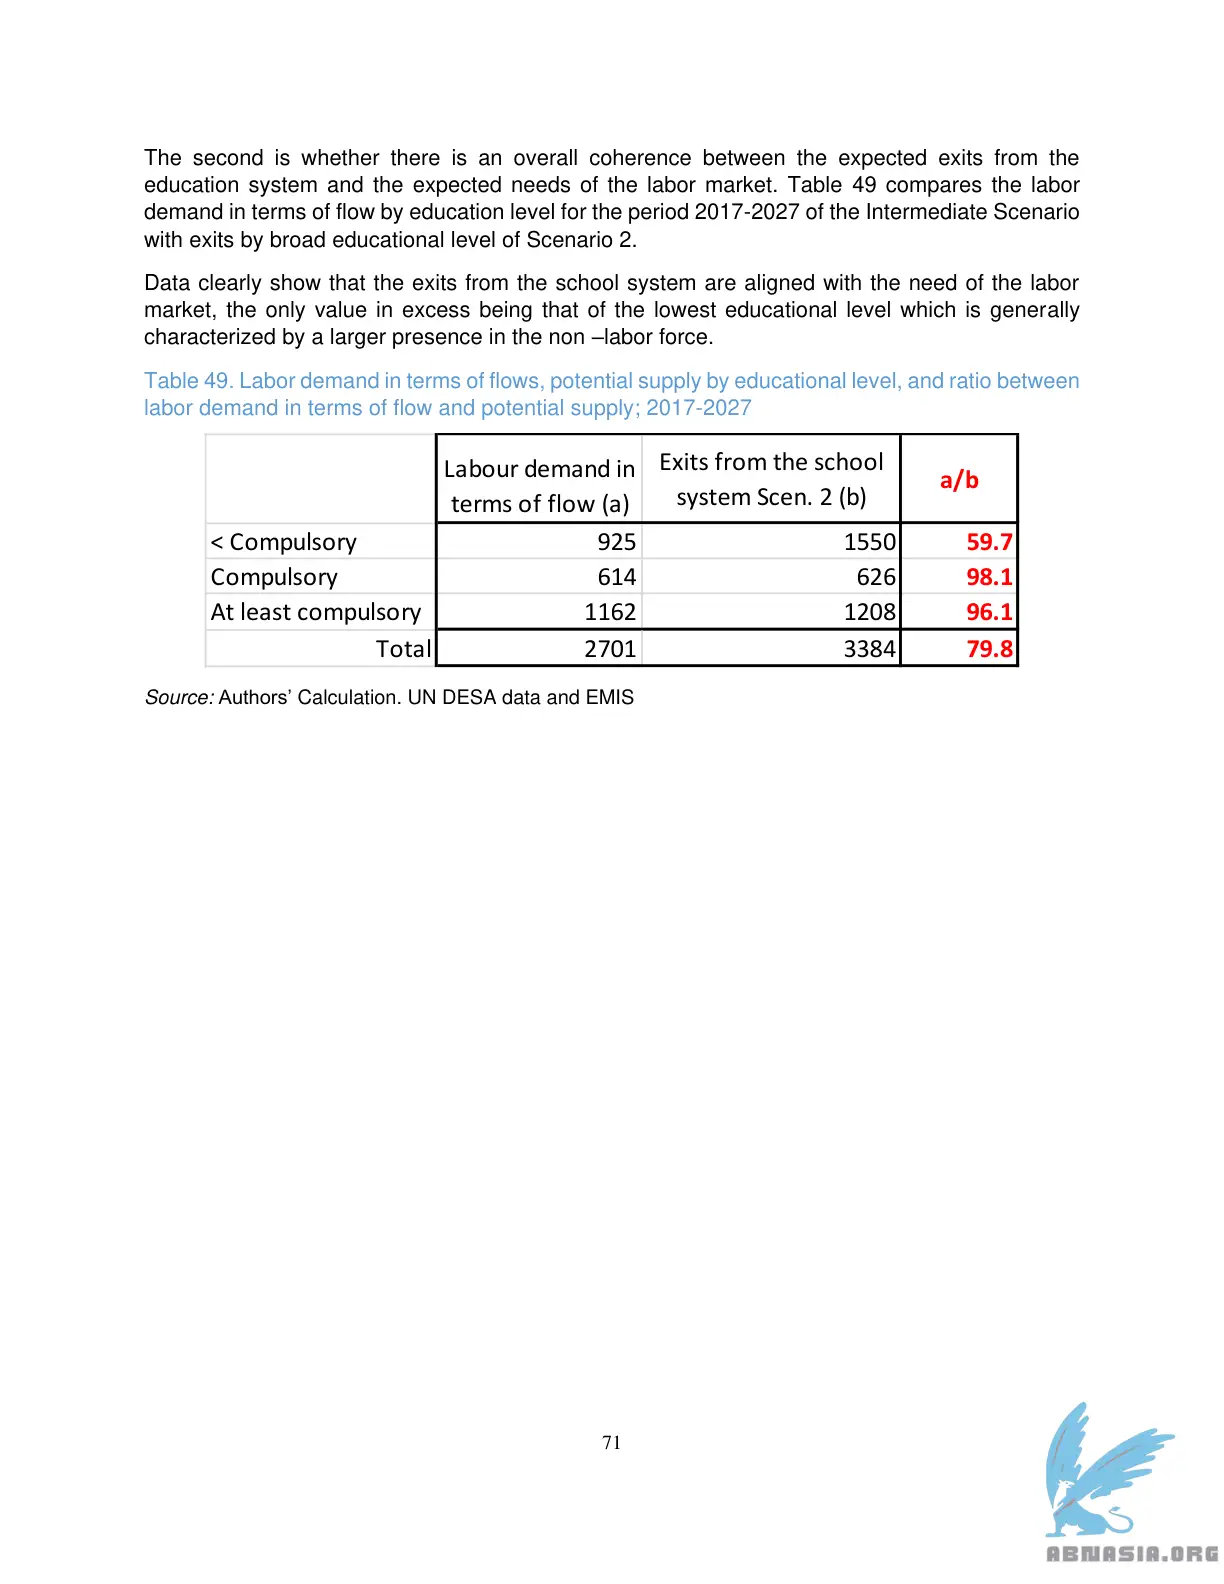 The second is whether there is an overall coherence between the expected exits from the
education system and the expected needs of the labor market. Table 49 compares the labor
demand in terms of flow by education level for the period 2017-2027 of the Intermediate Scenario
with exits by broad educational level of Scenario 2.
Data clearly show that the exits from the school system are aligned with the need of the labor
market, the only value in excess being that of the lowest educational level which is generally
characterized by a larger presence in the non –labor force.
Table 49. Labor demand in terms of flows, potential supply by educational level, and ratio between
labor demand in terms of flow and potential supply; 2017-2027
Labour demand in terms of flow (a) Exits from the school system Scen. 2 (b) a/b
< Compulsory 925 1550 59.7
Compulsory 614 626 98.1
At least compulsory 1162 1208 96.1
Total 2701 3384 79.8
Source: Authors’ Calculation. UN DESA data and EMIS
71
ABNASIA.ORG